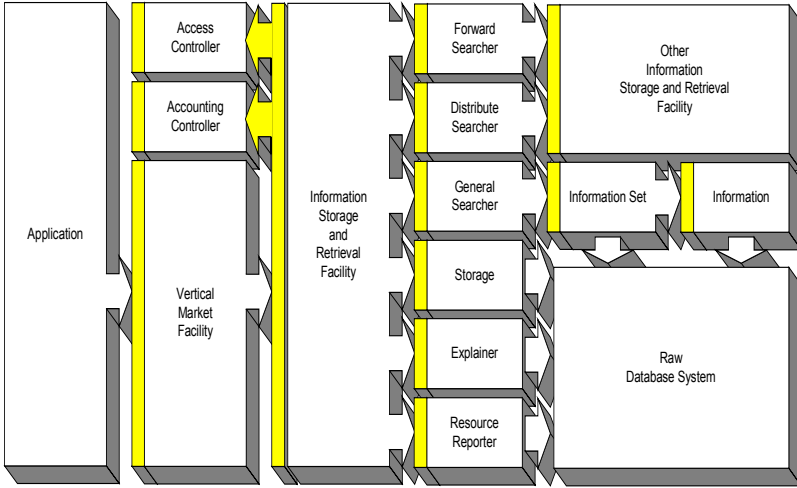 Application
Access
Controller
Accounting
Controller
Vertical
Market
Facility
Information
Storage
and
Retrieval
Facility
Forward
Searcher
Distribute
Searcher
General
Searcher
Storage
Explainer
Resource
Reporter
Other
Information
Storage and Retrieval
Facility
Information Set
Information
Raw
Database System